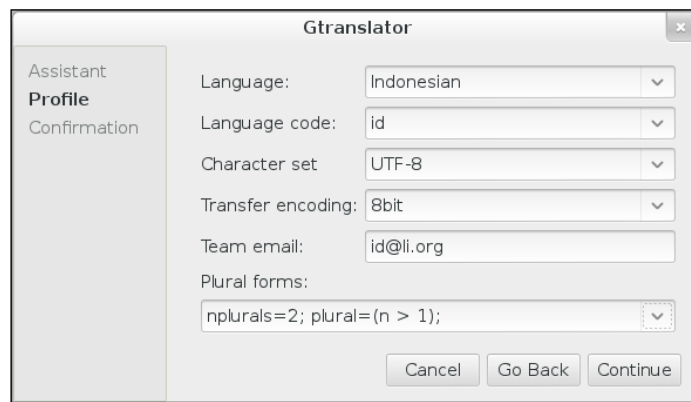 Gtranslator
Assistant
Profile
Confirmation
Language: Indonesian
Language code: id
Character set UTF-8
Transfer encoding: 8bit
Team email: id@li.org
Plural forms:
nplurals=2; plural=(n > 1);
Cancel Go Back Continue